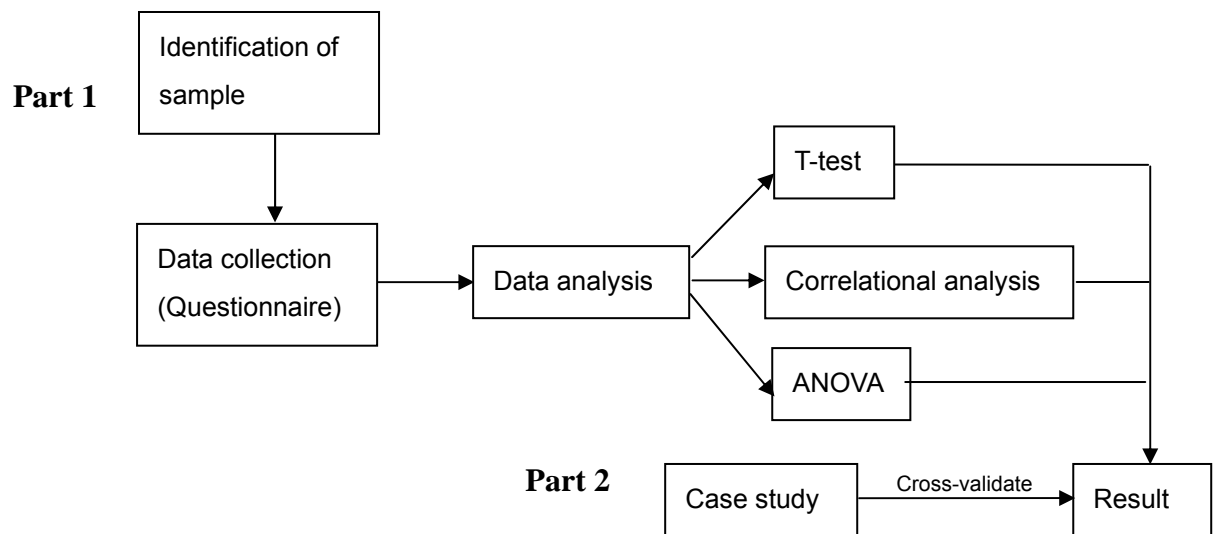 Part 1
Identification of
sample
Data collection
(Questionnaire)
Data analysis
T-test
Correlational analysis
ANOVA
Part 2
Case study
Cross-validate
Result